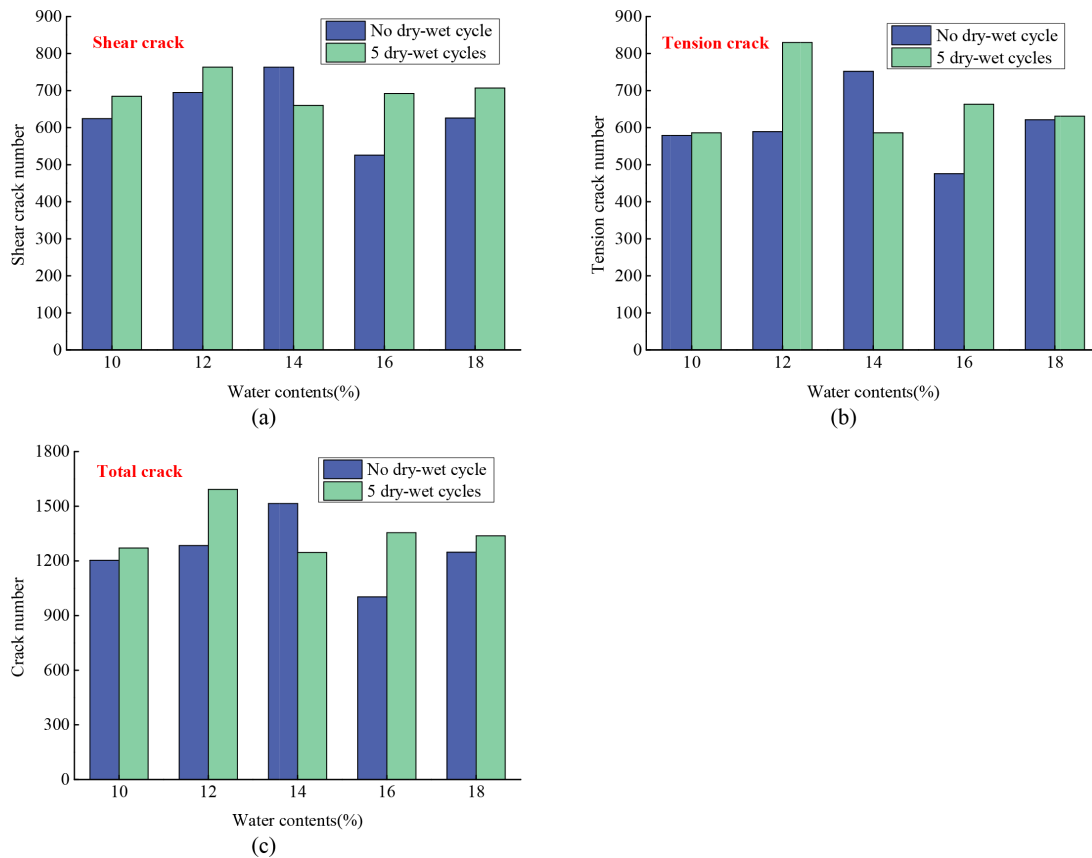 Shear crack
No dry-wet cycle
5 dry-wet cycles
Shear crack number
900
800
700
600
500
400
300
200
100
0
10 12 14 16 18
Water contents(%)
(a)
Tension crack
No dry-wet cycle
5 dry-wet cycles
Tension crack number
900
800
700
600
500
400
300
200
100
0
10 12 14 16 18
Water contents(%)
(b)
Total crack
No dry-wet cycle
5 dry-wet cycles
Crack number
1800
1500
1200
900
600
300
0
10 12 14 16 18
Water contents(%)
(c)